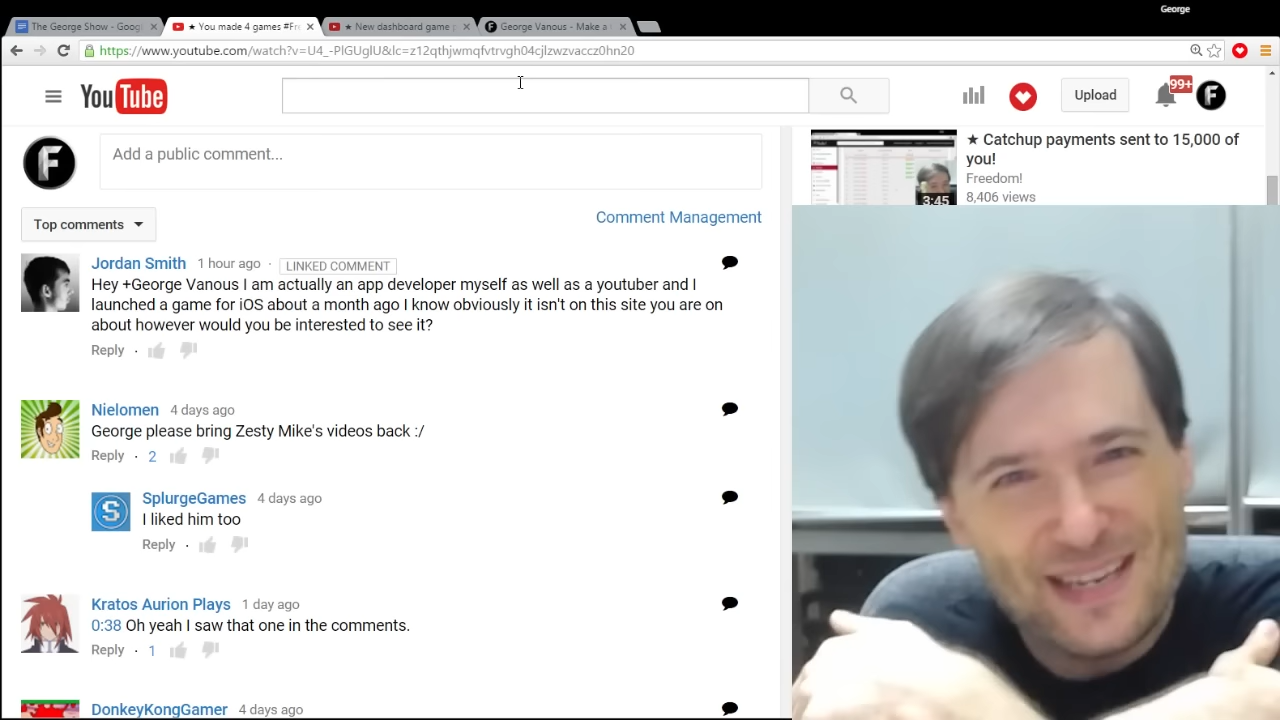 George
The George Show - Goog
★ You made 4 games #Fre
★ New dashboard game p
George Vanous - Make a
https://www.youtube.com/watch?v=U4_-PlGUglU&lc=z12qthjwmqfvtrvgh04cjlzwzvaccz0hn20
YouTube
Upload
99+
F
F
Add a public comment...
★ Catchup payments sent to 15,000 of
you!
Freedom!
8,406 views
3:45
Top comments
Comment Management
Jordan Smith 1 hour ago · LINKED COMMENT
Hey +George Vanous I am actually an app developer myself as well as a youtuber and I
launched a game for iOS about a month ago I know obviously it isn't on this site you are on
about however would you be interested to see it?
Reply ·
Nielomen 4 days ago
George please bring Zesty Mike's videos back :/
Reply · 2
SplurgeGames 4 days ago
I liked him too
Reply ·
Kratos Aurion Plays 1 day ago
0:38 Oh yeah I saw that one in the comments.
Reply · 1
DonkeyKongGamer 4 days ago